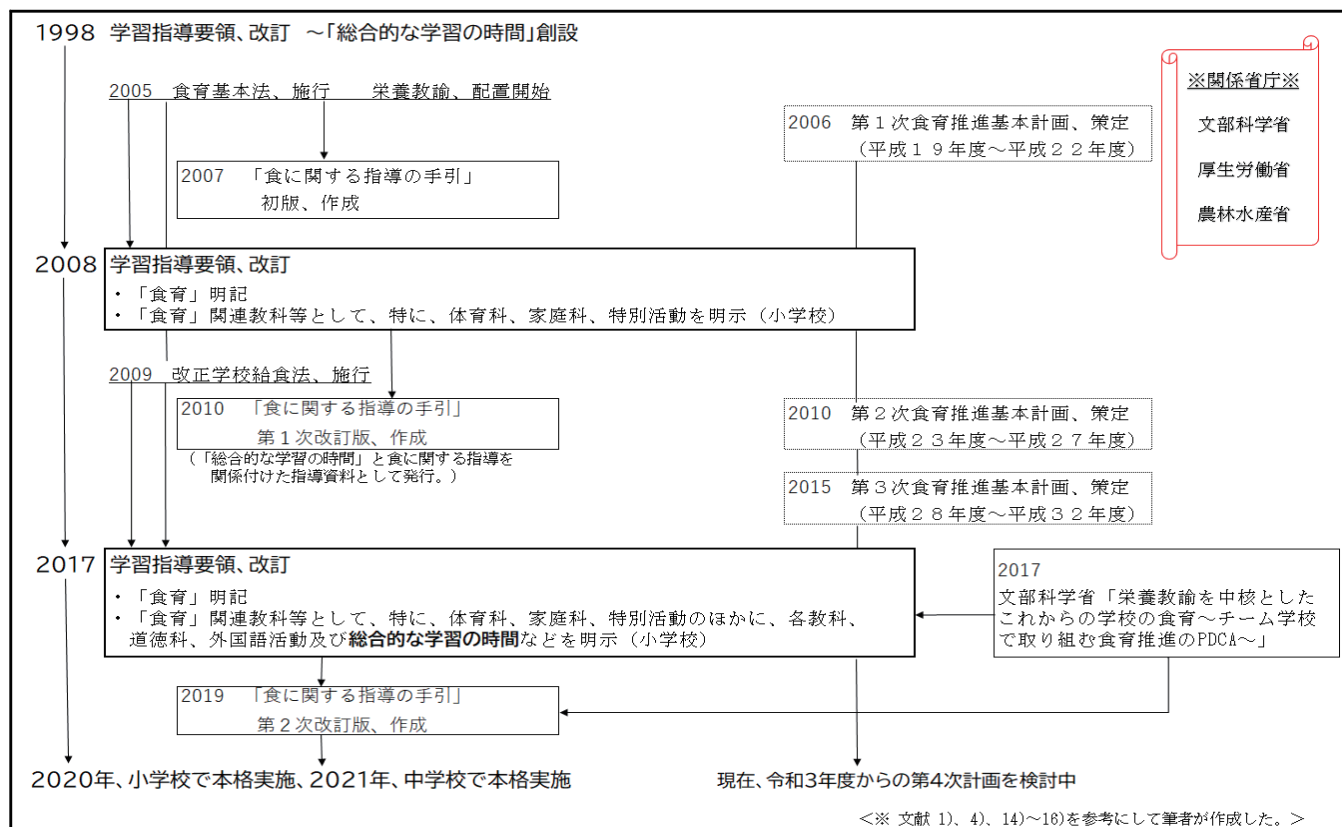 1998 学習指導要領、改訂 ～「総合的な学習の時間」創設
※関係省庁※
文部科学省
厚生労働省
農林水産省
2005 食育基本法、施行 栄養教諭、配置開始
2006 第１次食育推進基本計画、策定
（平成１９年度～平成２２年度）
2007 「食に関する指導の手引」
初版、作成
2008 学習指導要領、改訂
・「食育」明記
・「食育」関連教科等として、特に、体育科、家庭科、特別活動を明示（小学校）
2009 改正学校給食法、施行
2010 「食に関する指導の手引」
第１次改訂版、作成
（「総合的な学習の時間」と食に関する指導を
関係付けた指導資料として発行。）
2010 第２次食育推進基本計画、策定
（平成２３年度～平成２７年度）
2015 第３次食育推進基本計画、策定
（平成２８年度～平成３２年度）
2017 学習指導要領、改訂
・「食育」明記
・「食育」関連教科等として、特に、体育科、家庭科、特別活動のほかに、各教科、
道徳科、外国語活動及び総合的な学習の時間などを明示（小学校）
2017
文部科学省「栄養教諭を中核とした
これからの学校の食育～チーム学校
で取り組む食育推進のPDCA～」
2019 「食に関する指導の手引」
第２次改訂版、作成
2020年、小学校で本格実施、2021年、中学校で本格実施
現在、令和3年度からの第4次計画を検討中
＜※ 文献 1)、4)、14)～16)を参考にして筆者が作成した。＞